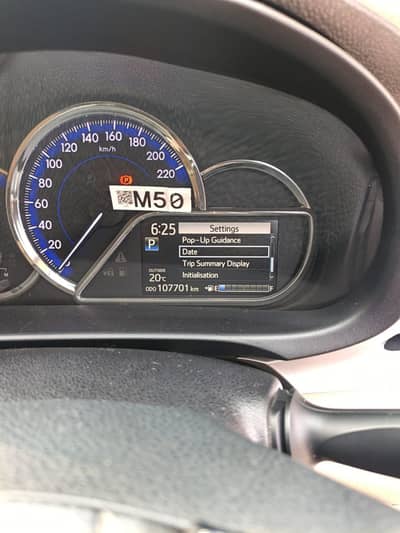 140
120
160
100
180
80
km/h
200
60
220
40
20
0
M50
6:25
Settings
Pop-Up Guidance
P
Date
Trip Summary Display
OUTSIDE
20°C
Initialisation
ODO 107701 km
E
F